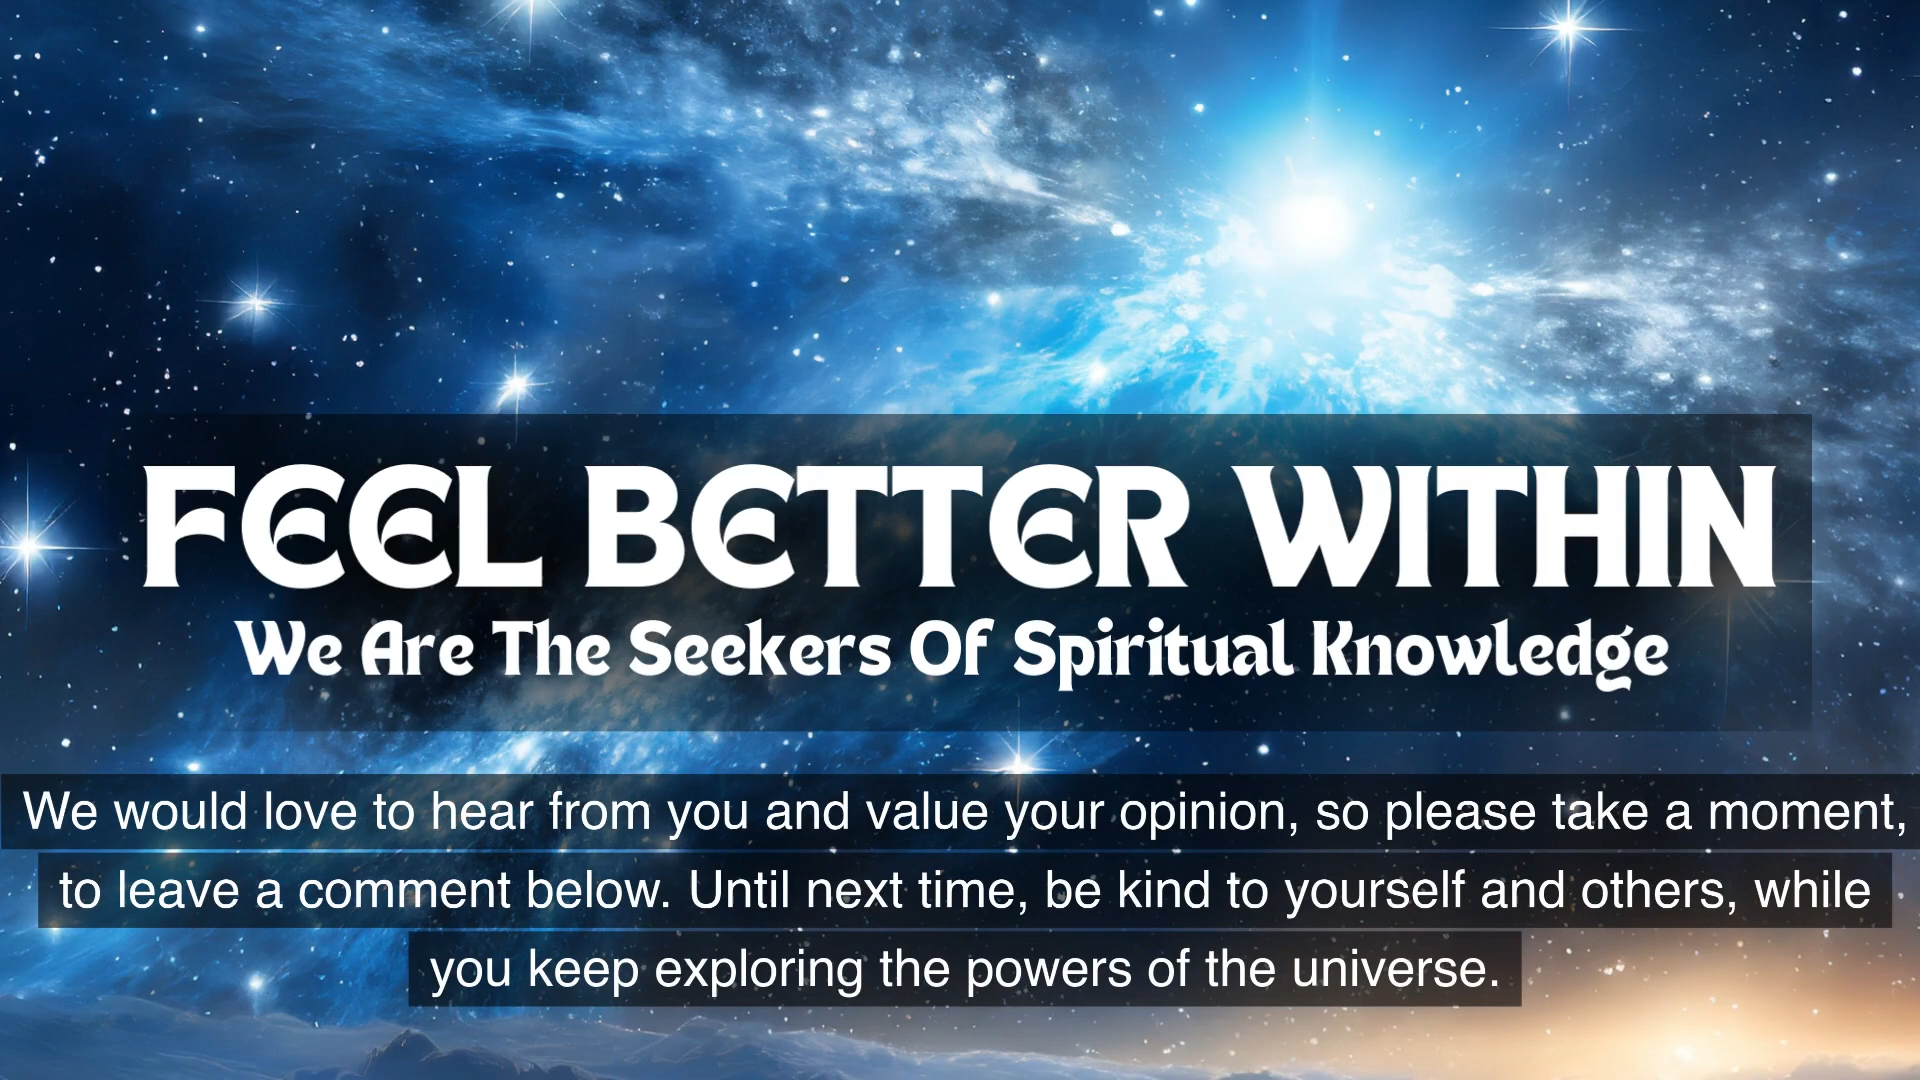 FEEL BETTER WITHIN
We Are The Seekers Of Spiritual Knowledge
We would love to hear from you and value your opinion, so please take a moment,
to leave a comment below. Until next time, be kind to yourself and others, while
you keep exploring the powers of the universe.